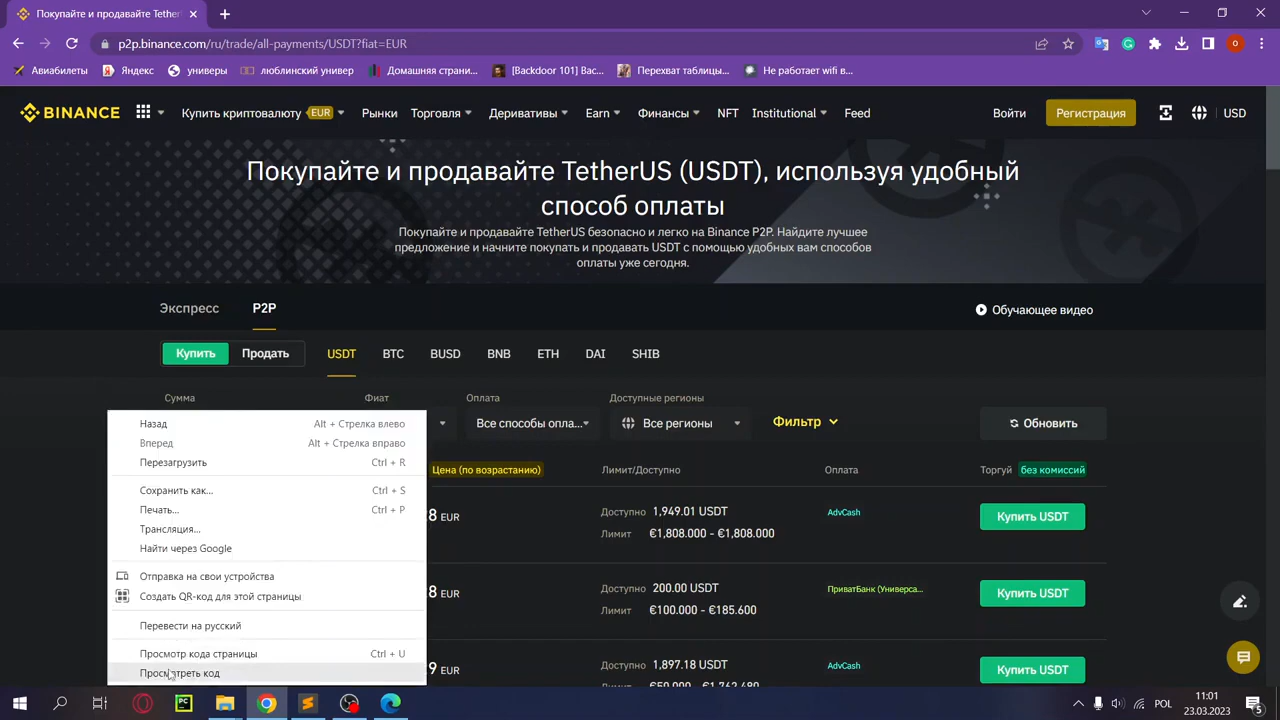 Покупайте и продавайте Tether
p2p.binance.com/ru/trade/all-payments/USDT?fiat=EUR
Авиабилеты
Яндекс
универы
люблинский универ
Домашняя страни...
[Backdoor 101] Вас...
Перехват таблицы...
Не работает wifi в...
BINANCE
Купить криптовалюту EUR
Рынки
Торговля
Деривативы
Earn
Финансы
NFT
Institutional
Feed
Войти
Регистрация
USD
Покупайте и продавайте TetherUS (USDT), используя удобный
способ оплаты
Покупайте и продавайте TetherUS безопасно и легко на Binance P2P. Найдите лучшее
предложение и начните покупать и продавать USDT с помощью удобных вам способов
оплаты уже сегодня.
Экспресс
P2P
Обучающее видео
Купить
Продать
USDT
BTC
BUSD
BNB
ETH
DAI
SHIB
Сумма
Фиат
Оплата
Доступные регионы
Все способы опла...
Все регионы
Фильтр
Обновить
Цена (по возрастанию)
Лимит/Доступно
Оплата
Торгуй без комиссий
8 EUR
Доступно 1,949.01 USDT
Лимит €1,808.000 - €1,808.000
AdvCash
Купить USDT
8 EUR
Доступно 200.00 USDT
Лимит €100.000 - €185.600
ПриватБанк (Универса...
Купить USDT
9 EUR
Доступно 1,897.18 USDT
AdvCash
Купить USDT
Назад Alt + Стрелка влево
Вперед Alt + Стрелка вправо
Перезагрузить Ctrl + R
Сохранить как... Ctrl + S
Печать... Ctrl + P
Трансляция...
Найти через Google
Отправка на свои устройства
Создать QR-код для этой страницы
Перевести на русский
Просмотр кода страницы Ctrl + U
Просмотреть код
ПОЛ
11:01
23.03.2023
5